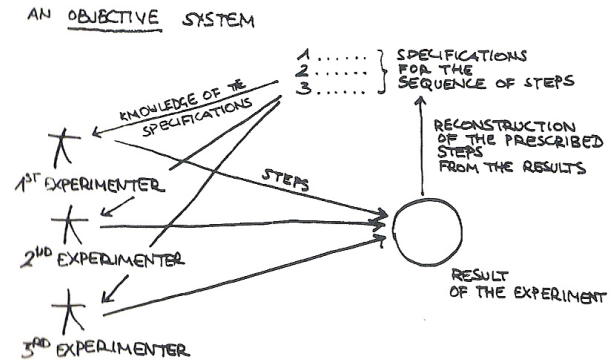 AN OBJECTIVE SYSTEM
1 ......
2 ......
3 ......
SPECIFICATIONS
FOR THE
SEQUENCE OF STEPS
KNOWLEDGE OF THE
SPECIFICATIONS
RECONSTRUCTION
OF THE PRESCRIBED
STEPS
FROM THE RESULTS
1ST EXPERIMENTER
STEPS
2ND EXPERIMENTER
RESULT
OF THE EXPERIMENT
3RD EXPERIMENTER